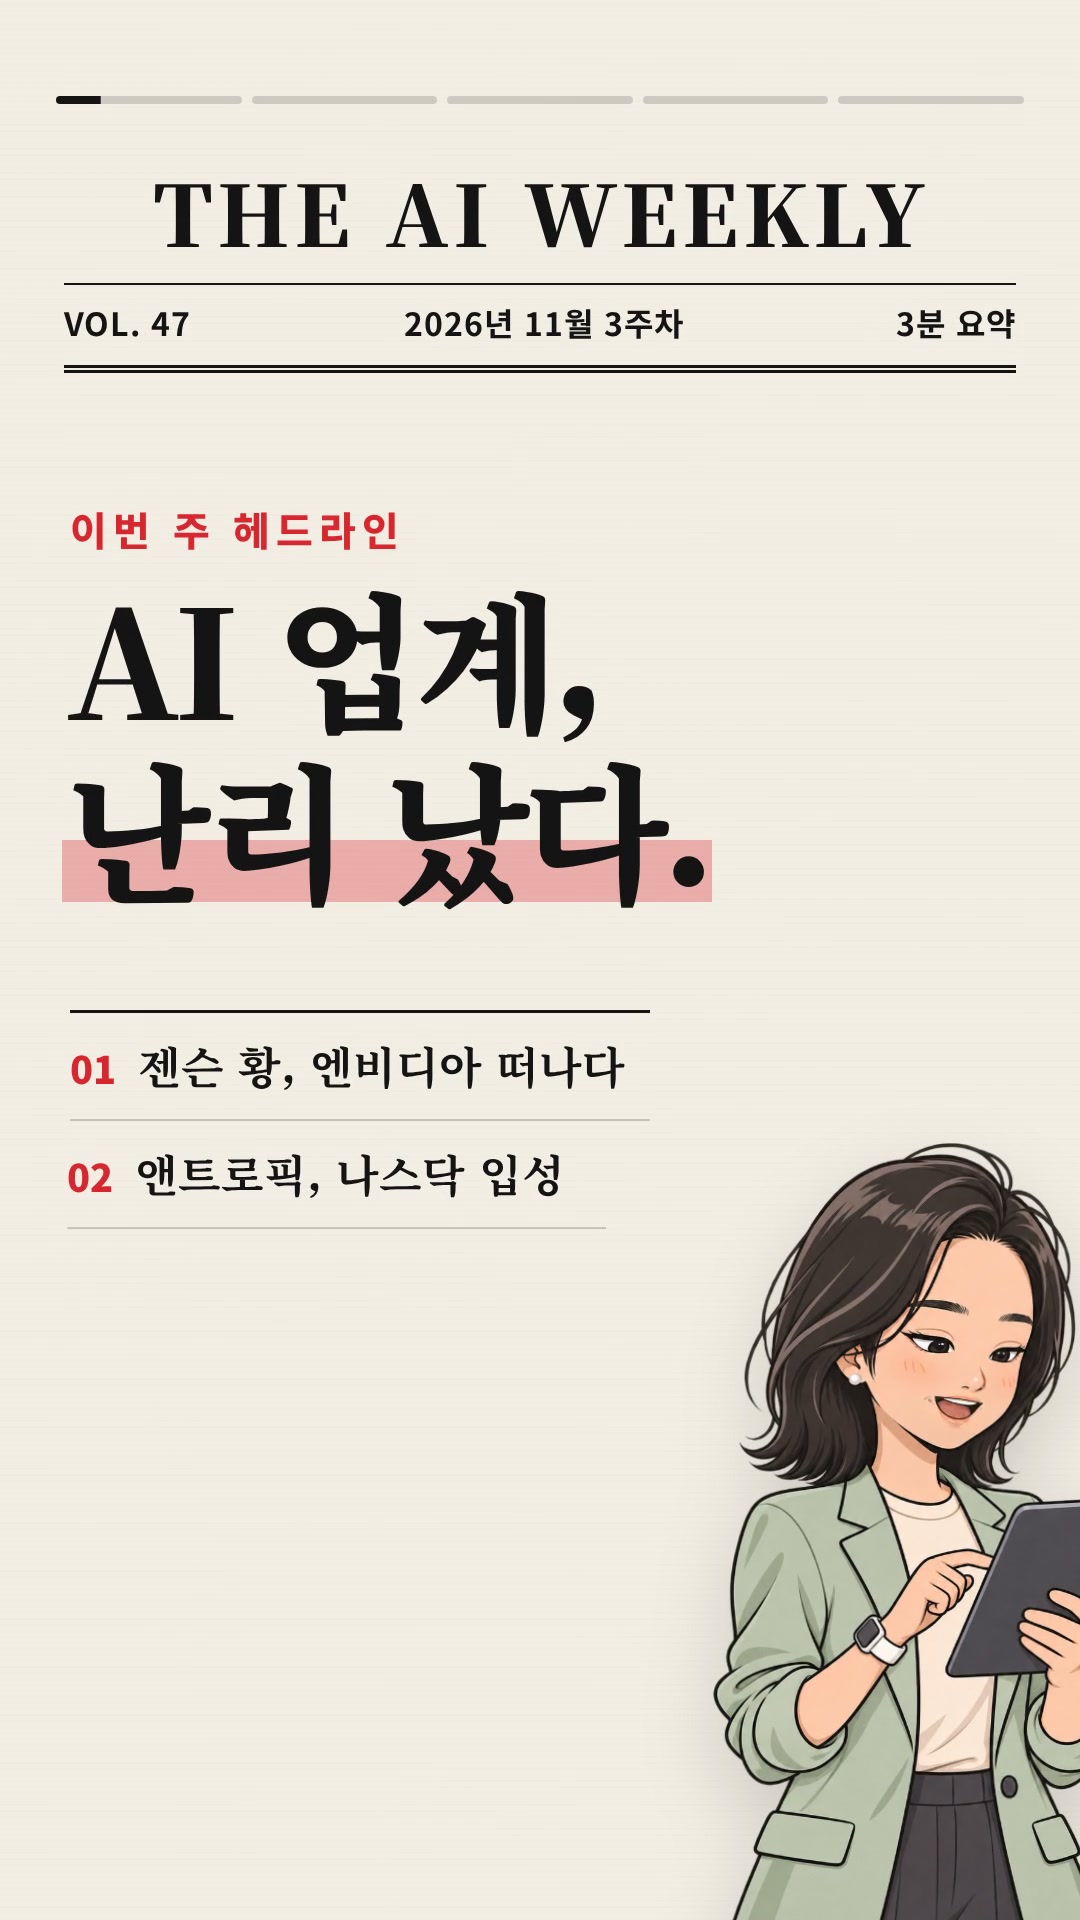 THE AI WEEKLY
VOL. 47 2026년 11월 3주차 3분 요약
이번 주 헤드라인
AI 업계,
난리 났다.
01 젠슨 황, 엔비디아 떠나다
02 앤트로픽, 나스닥 입성